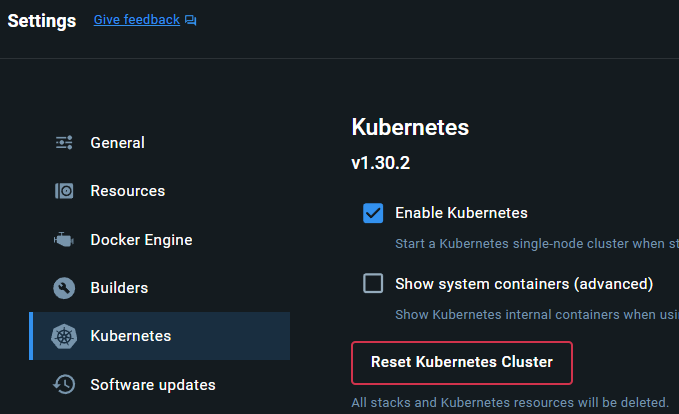 Settings Give feedback
Kubernetes
v1.30.2
General
Resources
Docker Engine
Builders
Kubernetes
Software updates
Enable Kubernetes
Start a Kubernetes single-node cluster when
Show system containers (advanced)
Show Kubernetes internal containers when
Reset Kubernetes Cluster
All stacks and Kubernetes resources will be deleted.